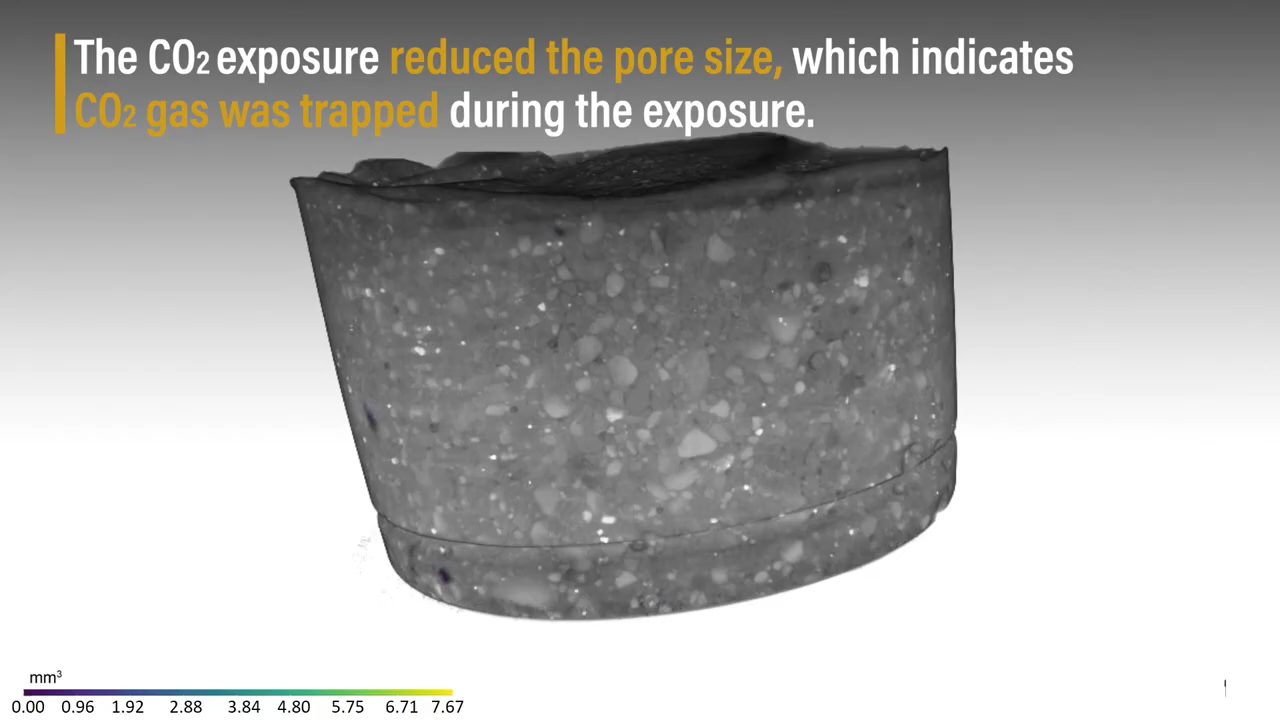 The CO₂ exposure reduced the pore size, which indicates
CO₂ gas was trapped during the exposure.
mm³
0.00 0.96 1.92 2.88 3.84 4.80 5.75 6.71 7.67